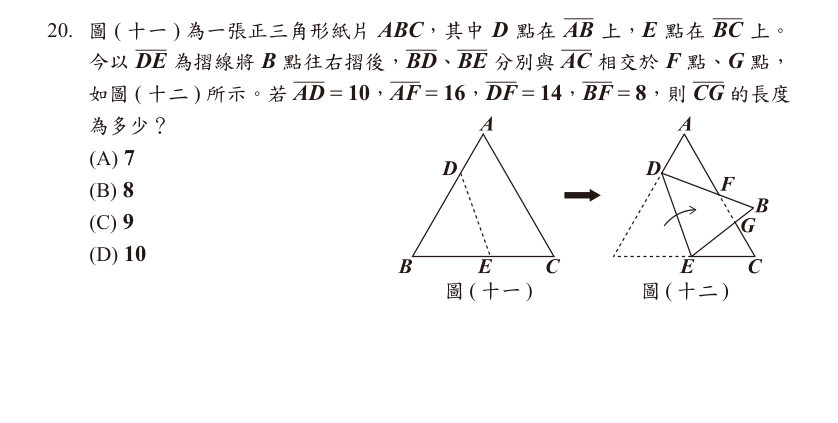 20. 圖(十一)為一張正三角形紙片 ABC，其中 D 點在 AB 上，E 點在 BC 上。
今以 DE 為摺線將 B 點往右摺後，BD、BE 分別與 AC 相交於 F 點、G 點，
如圖(十二)所示。若 AD = 10，AF = 16，DF = 14，BF = 8，則 CG 的長度
為多少？
(A) 7
(B) 8
(C) 9
(D) 10
A
D
B
E
C
圖(十一)
A
D
F
B
G
E
C
圖(十二)